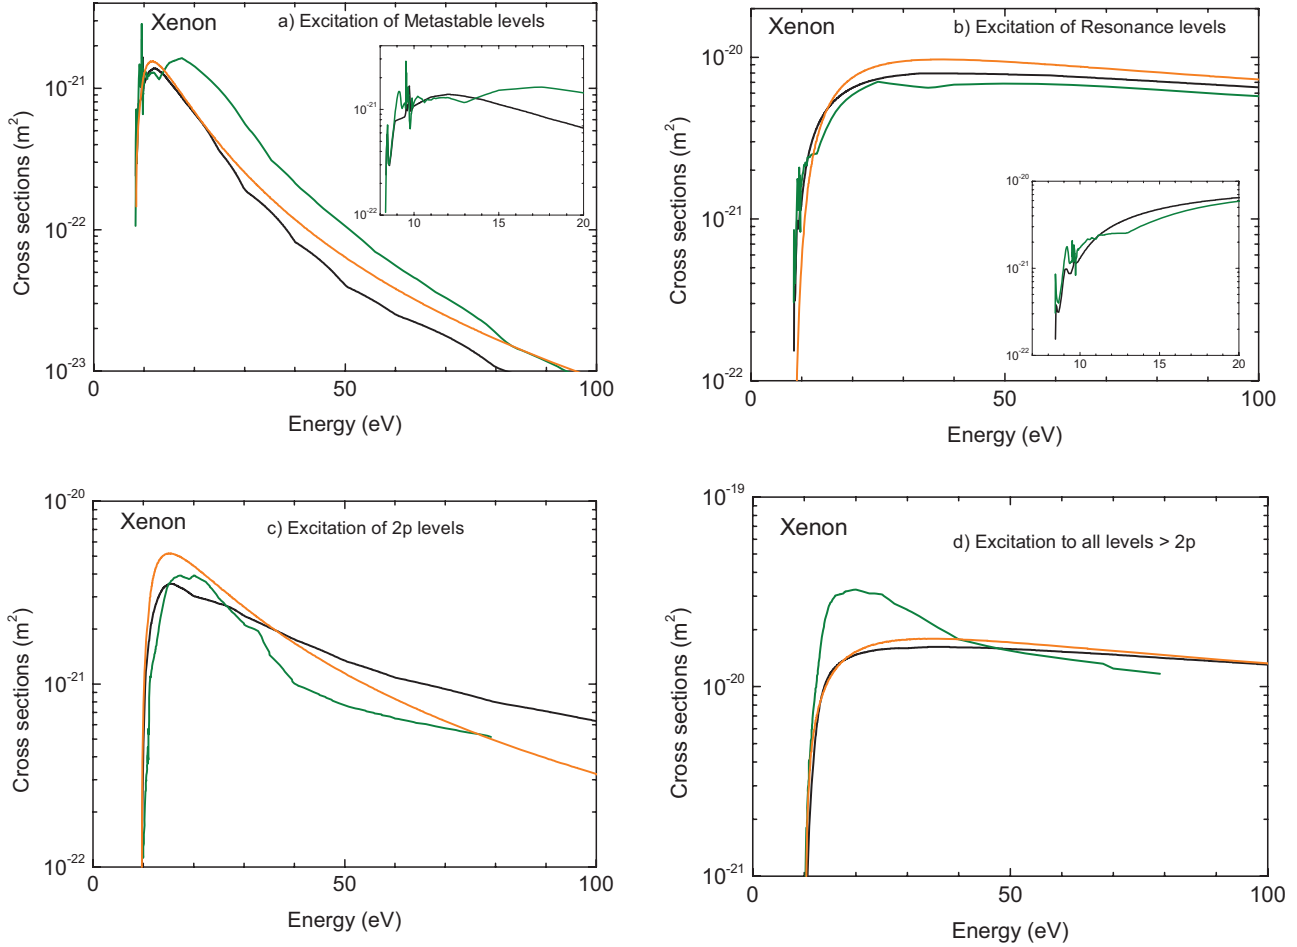 Xenon
a) Excitation of Metastable levels
10⁻²¹
10⁻²²
10⁻²³
0
50
100
Energy (eV)
Cross sections (m²)
10⁻²¹
10⁻²²
10
15
20
Xenon
b) Excitation of Resonance levels
10⁻²⁰
10⁻²¹
10⁻²²
0
50
100
Energy (eV)
Cross sections (m²)
10⁻²⁰
10⁻²¹
10⁻²²
10
15
20
Xenon
c) Excitation of 2p levels
10⁻²⁰
10⁻²¹
10⁻²²
0
50
100
Energy (eV)
Cross sections (m²)
Xenon
d) Excitation to all levels > 2p
10⁻¹⁹
10⁻²⁰
10⁻²¹
0
50
100
Energy (eV)
Cross sections (m²)